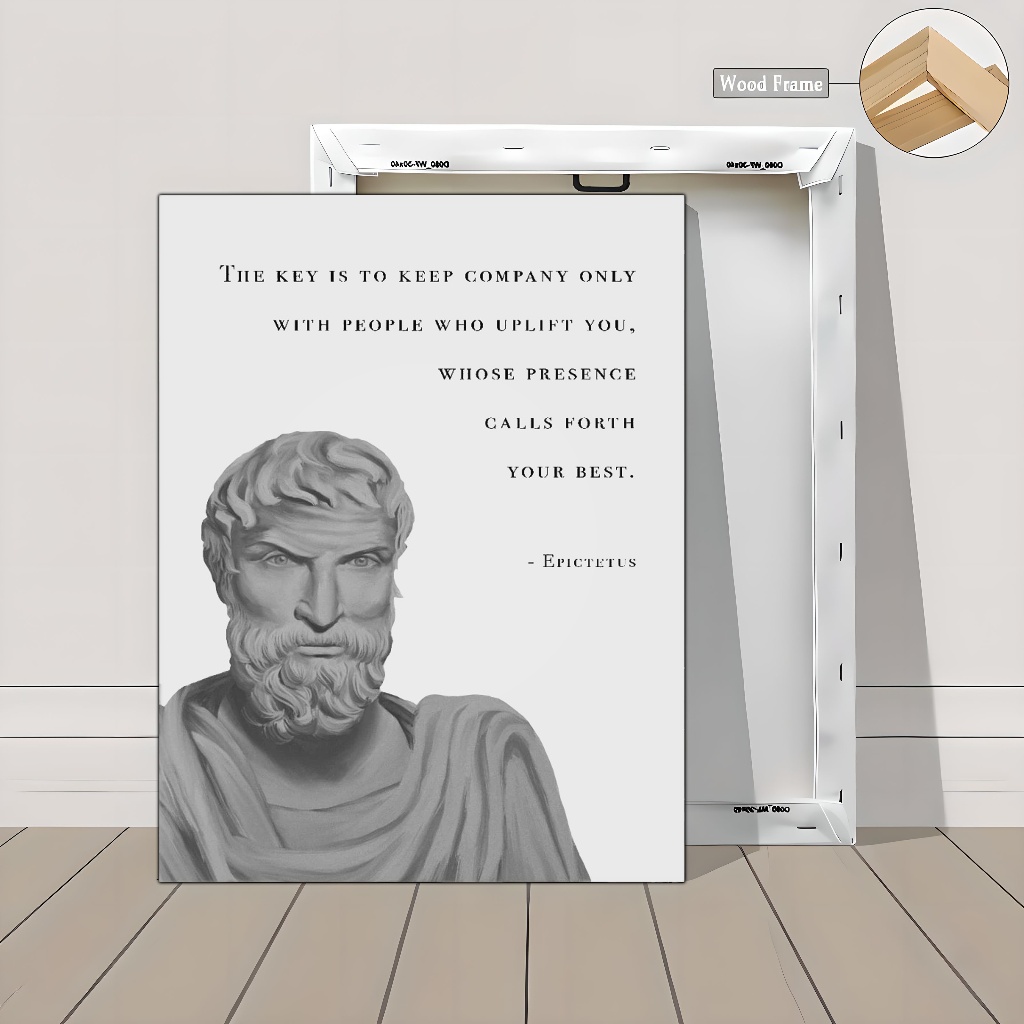 Wood Frame
The key is to keep company only
with people who uplift you,
whose presence
calls forth
your best.
- Epictetus